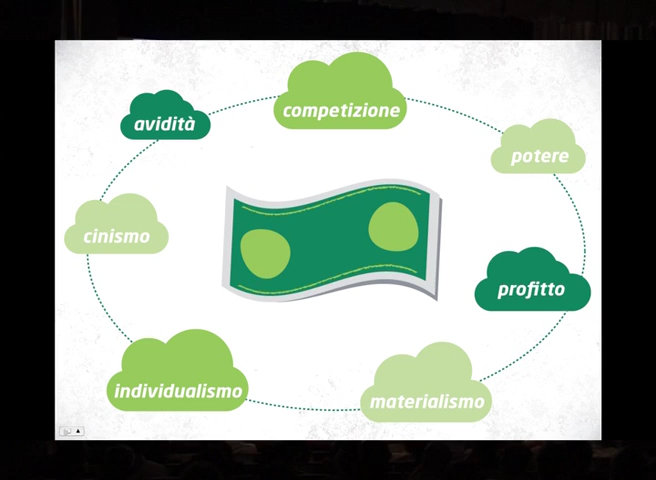 competizione
avidità
potere
cinismo
profitto
individualismo
materialismo